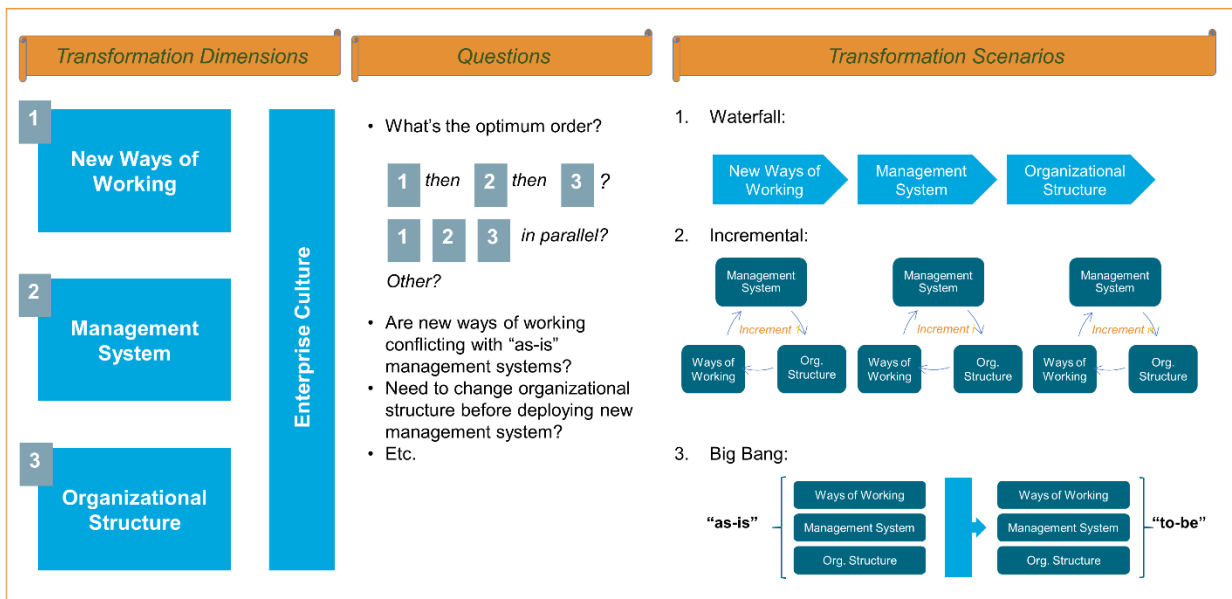 Transformation Dimensions
Questions
Transformation Scenarios
1
New Ways of
Working
2
Management
System
3
Organizational
Structure
Enterprise Culture
• What's the optimum order?
1 then 2 then 3 ?
1 2 3 in parallel?
Other?
• Are new ways of working
conflicting with “as-is”
management systems?
• Need to change organizational
structure before deploying new
management system?
• Etc.
1. Waterfall:
New Ways of
Working
Management
System
Organizational
Structure
2. Incremental:
Management
System
Increment
Ways of
Working
Org.
Structure
Management
System
Increment
Ways of
Working
Org.
Structure
Management
System
Increment
Ways of
Working
Org.
Structure
3. Big Bang:
“as-is”
Ways of Working
Management System
Org. Structure
Ways of Working
Management System
Org. Structure
“to-be”